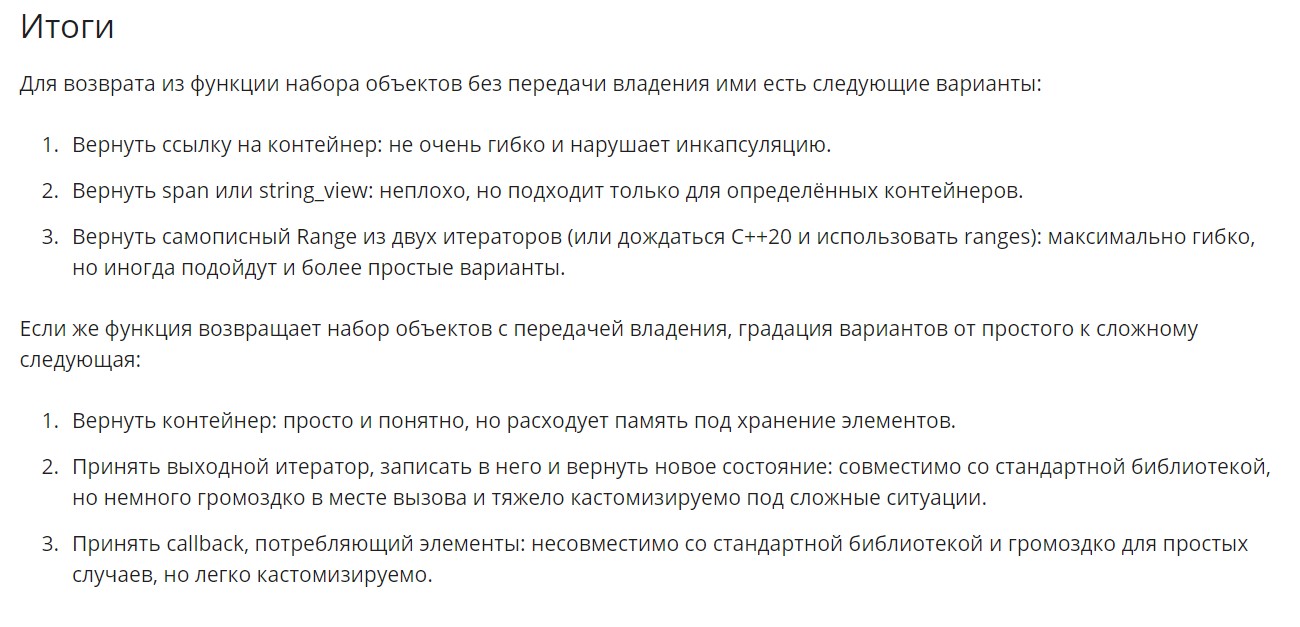 Итоги
Для возврата из функции набора объектов без передачи владения ими есть следующие варианты:
1. Вернуть ссылку на контейнер: не очень гибко и нарушает инкапсуляцию.
2. Вернуть span или string_view: неплохо, но подходит только для определённых контейнеров.
3. Вернуть самописный Range из двух итераторов (или дождаться C++20 и использовать ranges): максимально гибко,
но иногда подойдут и более простые варианты.
Если же функция возвращает набор объектов с передачей владения, градация вариантов от простого к сложному
следующая:
1. Вернуть контейнер: просто и понятно, но расходует память под хранение элементов.
2. Принять выходной итератор, записать в него и вернуть новое состояние: совместимо со стандартной библиотекой,
но немного громоздко в месте вызова и тяжело кастомизируемо под сложные ситуации.
3. Принять callback, потребляющий элементы: несовместимо со стандартной библиотекой и громоздко для простых
случаев, но легко кастомизируемо.